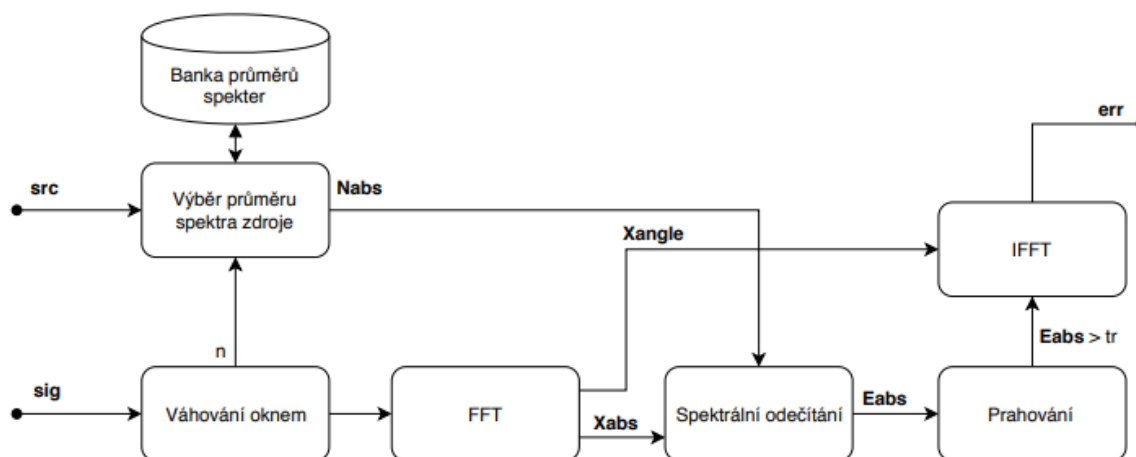 Banka průměrů
spekter
err
src
Výběr průměru
spektra zdroje
Nabs
Xangle
IFFT
n
Eabs > tr
sig
Váhování oknem
FFT
Xabs
Spektrální odečítání
Eabs
Prahování